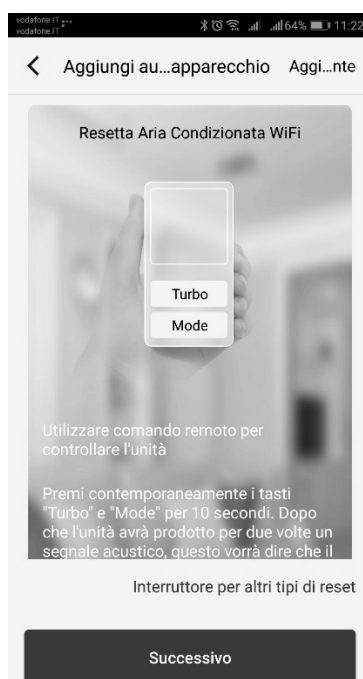 vodafone IT
vodafone IT
64% 11:22
Aggiungi au...apparecchio Aggi...nte
Resetta Aria Condizionata WiFi
Turbo
Mode
Utilizzare comando remoto per
controllare l'unità
Premi contemporaneamente i tasti
"Turbo" e "Mode" per 10 secondi. Dopo
che l'unità avrà prodotto per due volte un
segnale acustico, questo vorrà dire che il
Interruttore per altri tipi di reset
Successivo